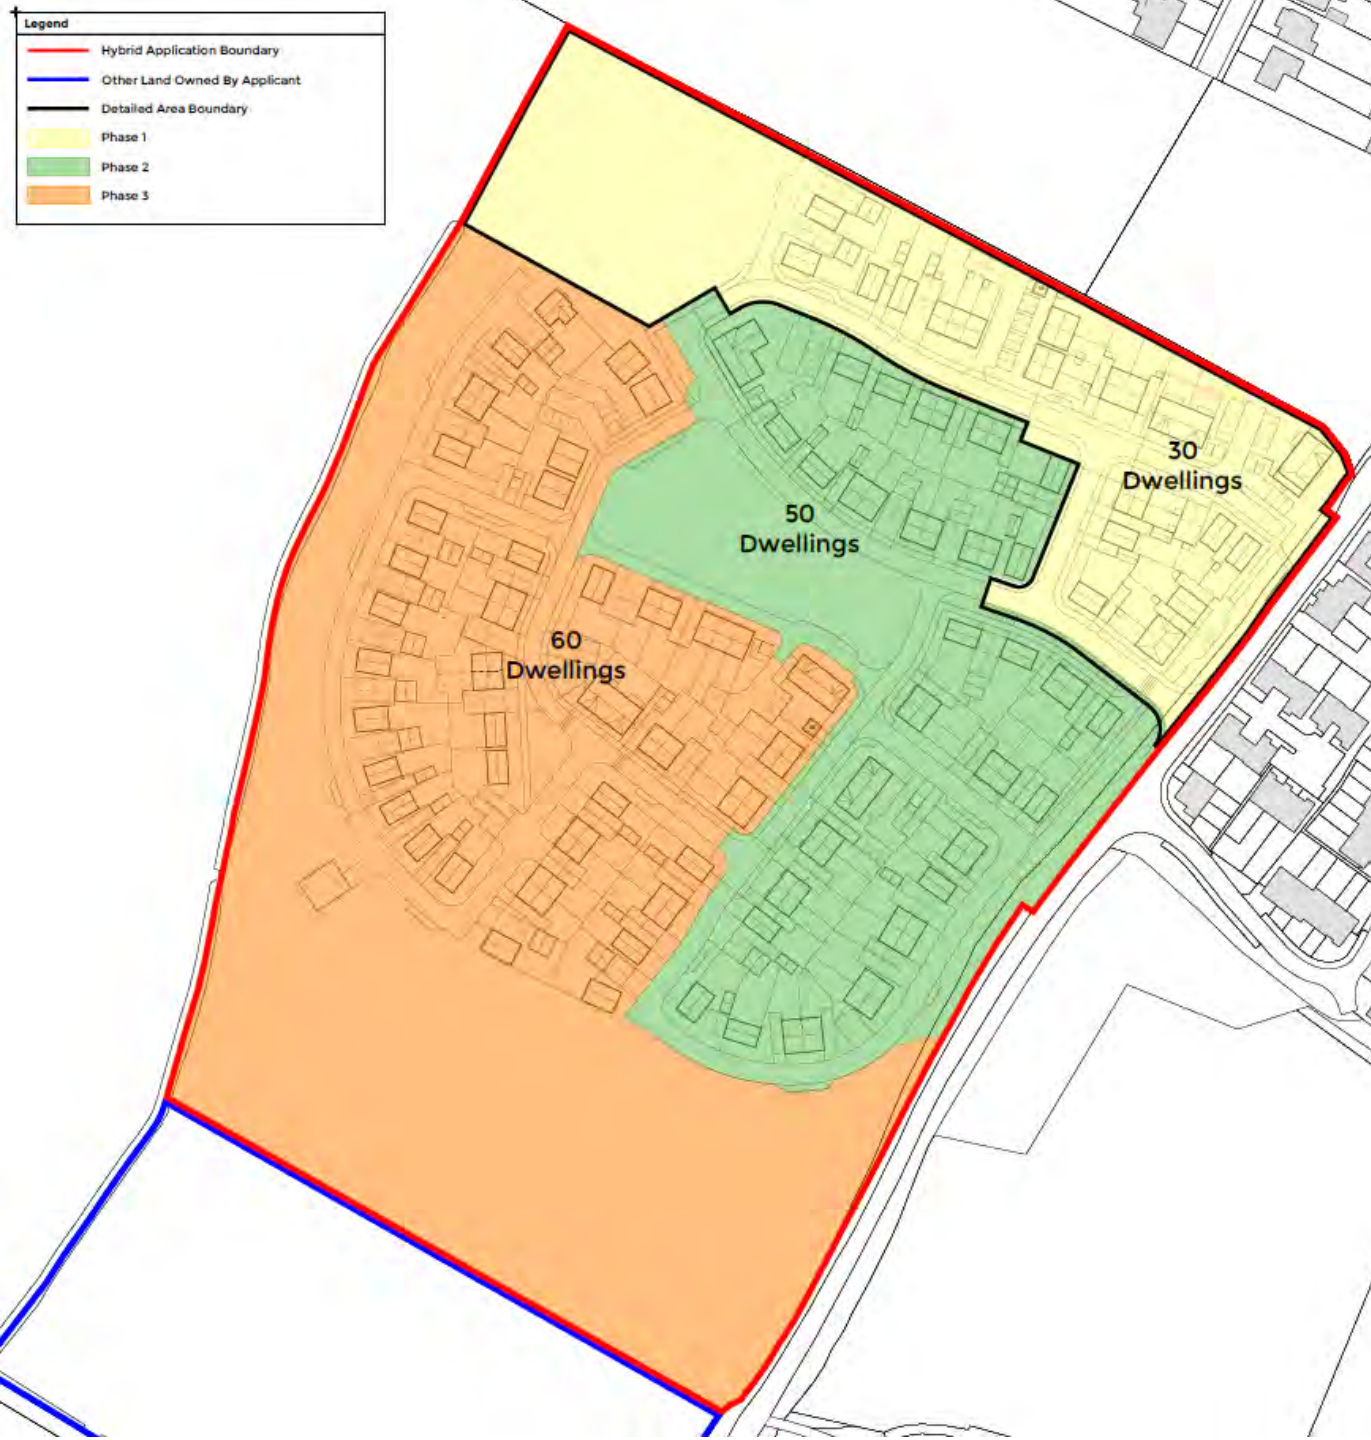 Legend
Hybrid Application Boundary
Other Land Owned By Applicant
Detailed Area Boundary
Phase 1
Phase 2
Phase 3
30
Dwellings
50
Dwellings
60
Dwellings